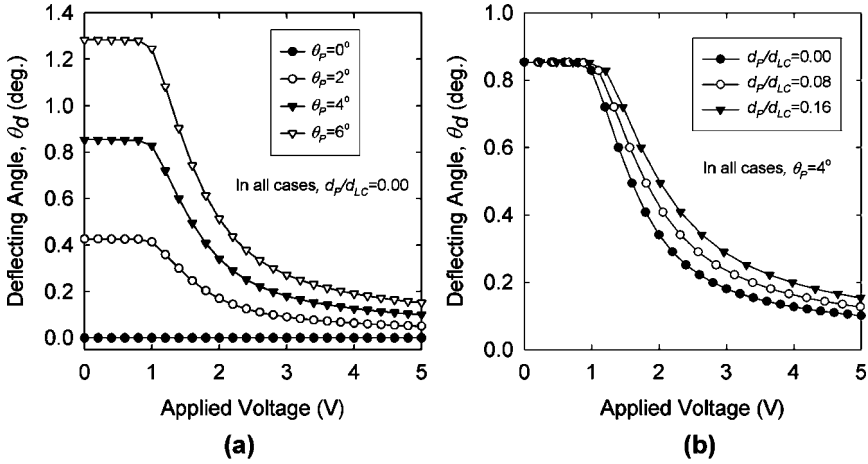 1.4
1.2
1.0
0.8
0.6
0.4
0.2
0.0
Deflecting Angle, θd (deg.)
θP=0°
θP=2°
θP=4°
θP=6°
In all cases, dP/dLC=0.00
0 1 2 3 4 5
Applied Voltage (V)
(a)
1.0
0.8
0.6
0.4
0.2
0.0
Deflecting Angle, θd (deg.)
dP/dLC=0.00
dP/dLC=0.08
dP/dLC=0.16
In all cases, θP=4°
0 1 2 3 4 5
Applied Voltage (V)
(b)